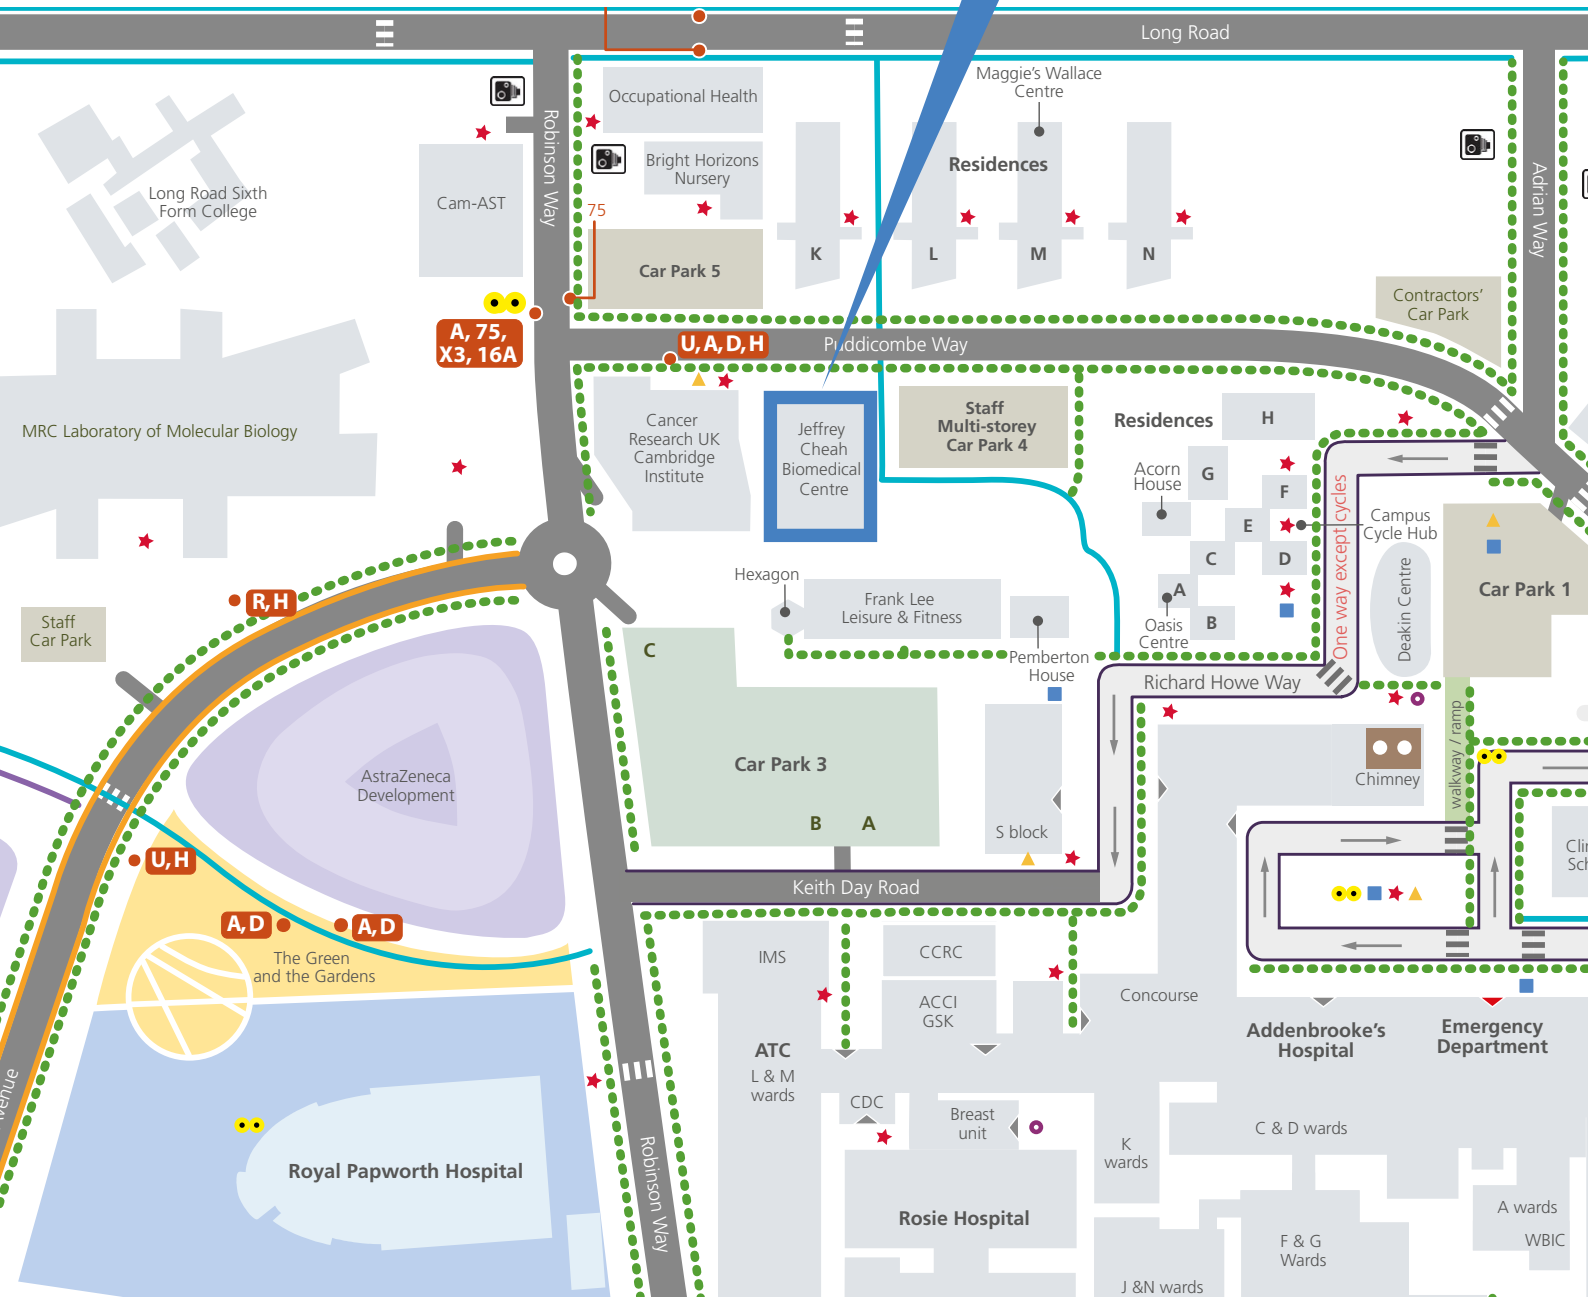 Long Road
Maggie's Wallace
Centre
Occupational Health
Robinson Way
Bright Horizons
Nursery
Residences
Long Road Sixth
Form College
Cam-AST
75
Adrian Way
K
L
M
N
Car Park 5
Contractors'
Car Park
A, 75,
X3, 16A
U, A, D, H
Puddicombe Way
MRC Laboratory of Molecular Biology
Cancer
Research UK
Cambridge
Institute
Jeffrey
Cheah
Biomedical
Centre
Staff
Multi-storey
Car Park 4
Residences
H
G
F
E
C
D
A
B
Acorn
House
Oasis
Centre
One way except cycles
Campus
Cycle Hub
Deakin Centre
Car Park 1
Hexagon
Frank Lee
Leisure & Fitness
Pemberton
House
R, H
Staff
Car Park
C
Richard Howe Way
Car Park 3
B
A
AstraZeneca
Development
S block
Chimney
walkway / ramp
U, H
Keith Day Road
A, D
A, D
The Green
and the Gardens
IMS
CCRC
ACCI
GSK
Concourse
Addenbrooke's
Hospital
Emergency
Department
ATC
L & M
wards
CDC
Breast
unit
K
wards
C & D wards
Royal Papworth Hospital
Robinson Way
Rosie Hospital
A wards
WBIC
F & G
Wards
J &N wards